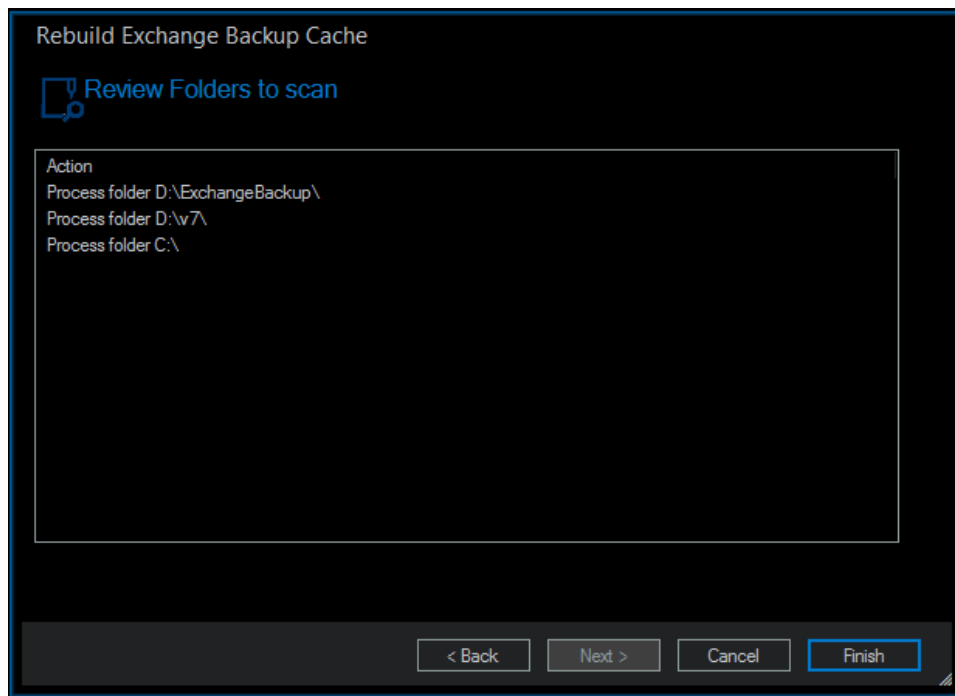 Rebuild Exchange Backup Cache
Review Folders to scan
Action
Process folder D:\ExchangeBackup\
Process folder D:\v7\
Process folder C:\
< Back
Next >
Cancel
Finish